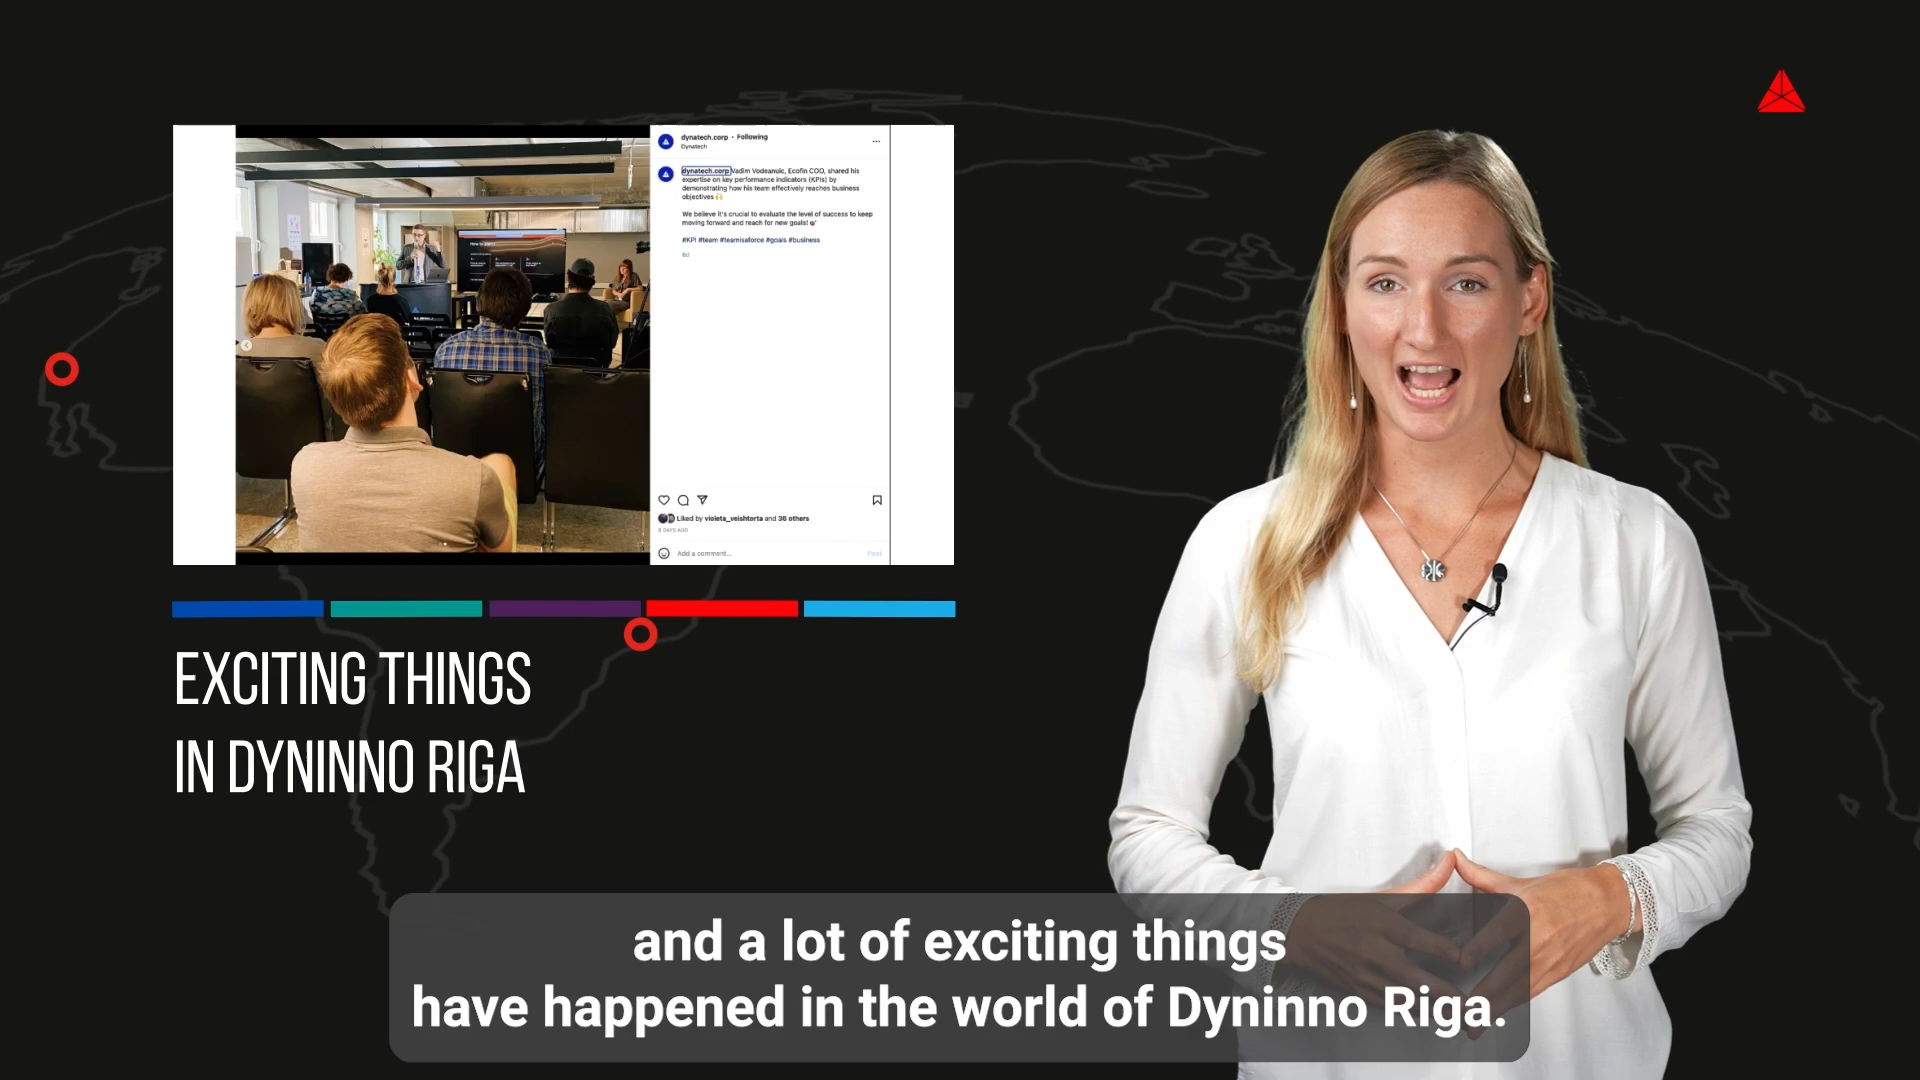 dynatech.corp • Following
Dynatech
dynatech.corp Vadim Vodeanuic, Ecofin COO, shared his
expertise on key performance indicators (KPIs) by
demonstrating how his team effectively reaches business
objectives 🙌
We believe it's crucial to evaluate the level of success to keep
moving forward and reach for new goals! 🎯
#KPI #team #teamisaforce #goals #business
6d
Liked by violeta_veishtorta and 36 others
6 DAYS AGO
Add a comment...
Post
EXCITING THINGS
IN DYNINNO RIGA
and a lot of exciting things
have happened in the world of Dyninno Riga.